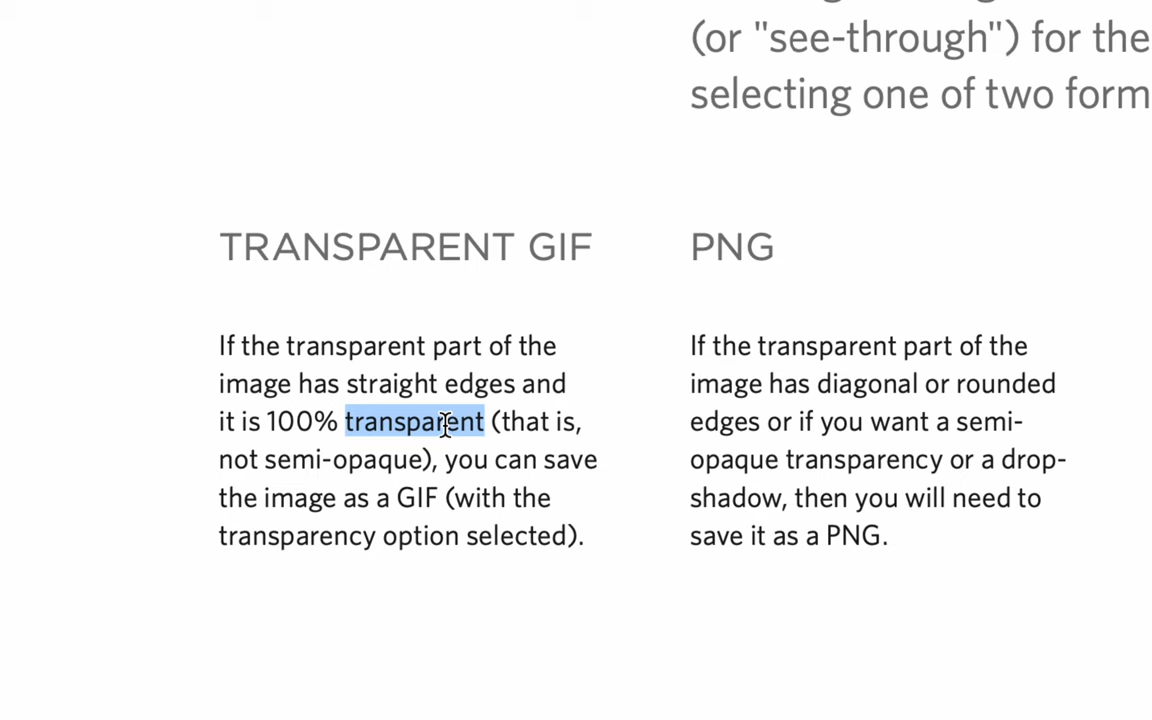 (or "see-through") for the
selecting one of two form
TRANSPARENT GIF
If the transparent part of the
image has straight edges and
it is 100% transparent (that is,
not semi-opaque), you can save
the image as a GIF (with the
transparency option selected).
PNG
If the transparent part of the
image has diagonal or rounded
edges or if you want a semi-
opaque transparency or a drop-
shadow, then you will need to
save it as a PNG.